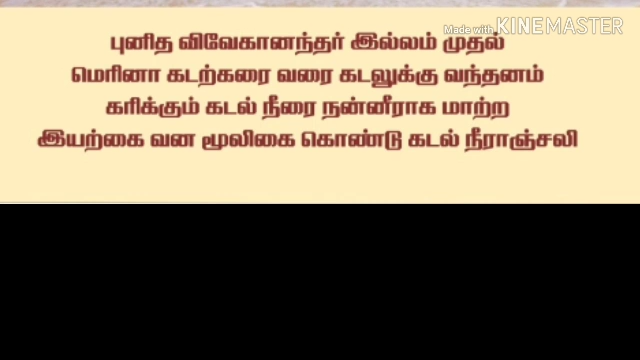 Made with KINEMASTER
புனித விவேகானந்தர் இல்லம் முதல்
மெரினா கடற்கரை வரை கடலுக்கு வந்தனம்
கரிக்கும் கடல் நீரை நன்னீராக மாற்ற
இயற்கை வன மூலிகை கொண்டு கடல் நீராஞ்சலி